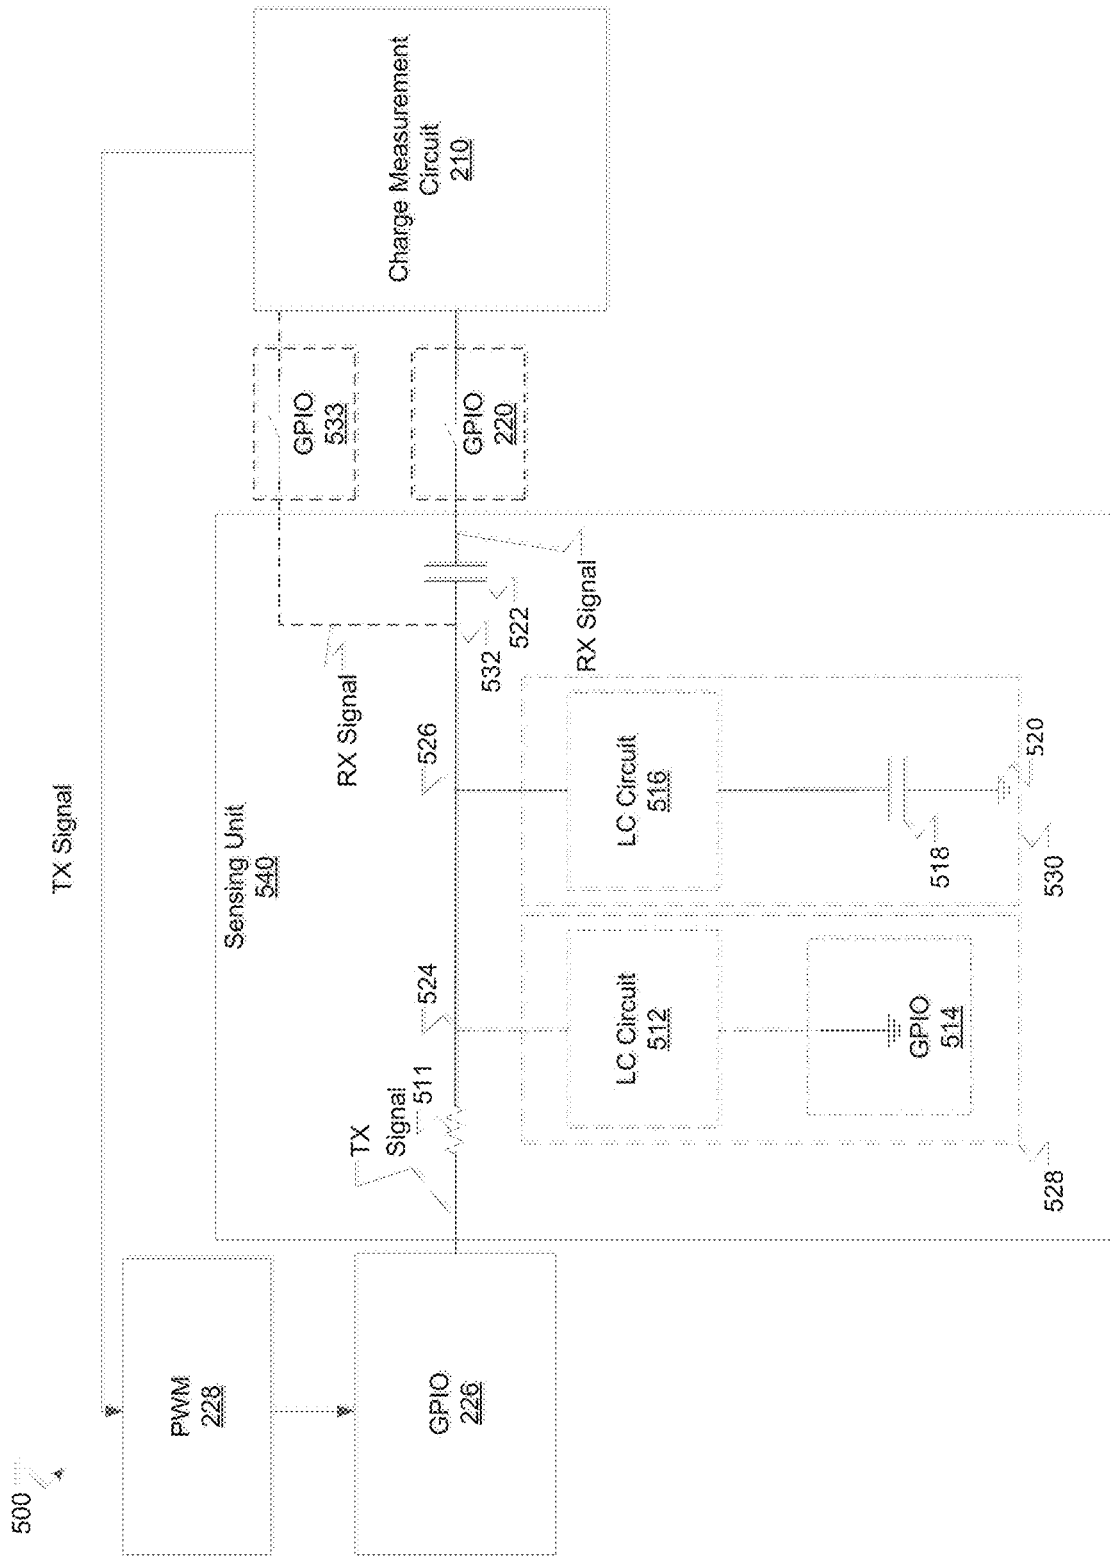 500
TX Signal
PWM
228
GPIO
226
Sensing Unit
540
TX
Signal
511
524
526
RX Signal
532
522
RX Signal
LC Circuit
512
GPIO
514
528
LC Circuit
516
518
520
530
GPIO
533
GPIO
220
Charge Measurement
Circuit
210